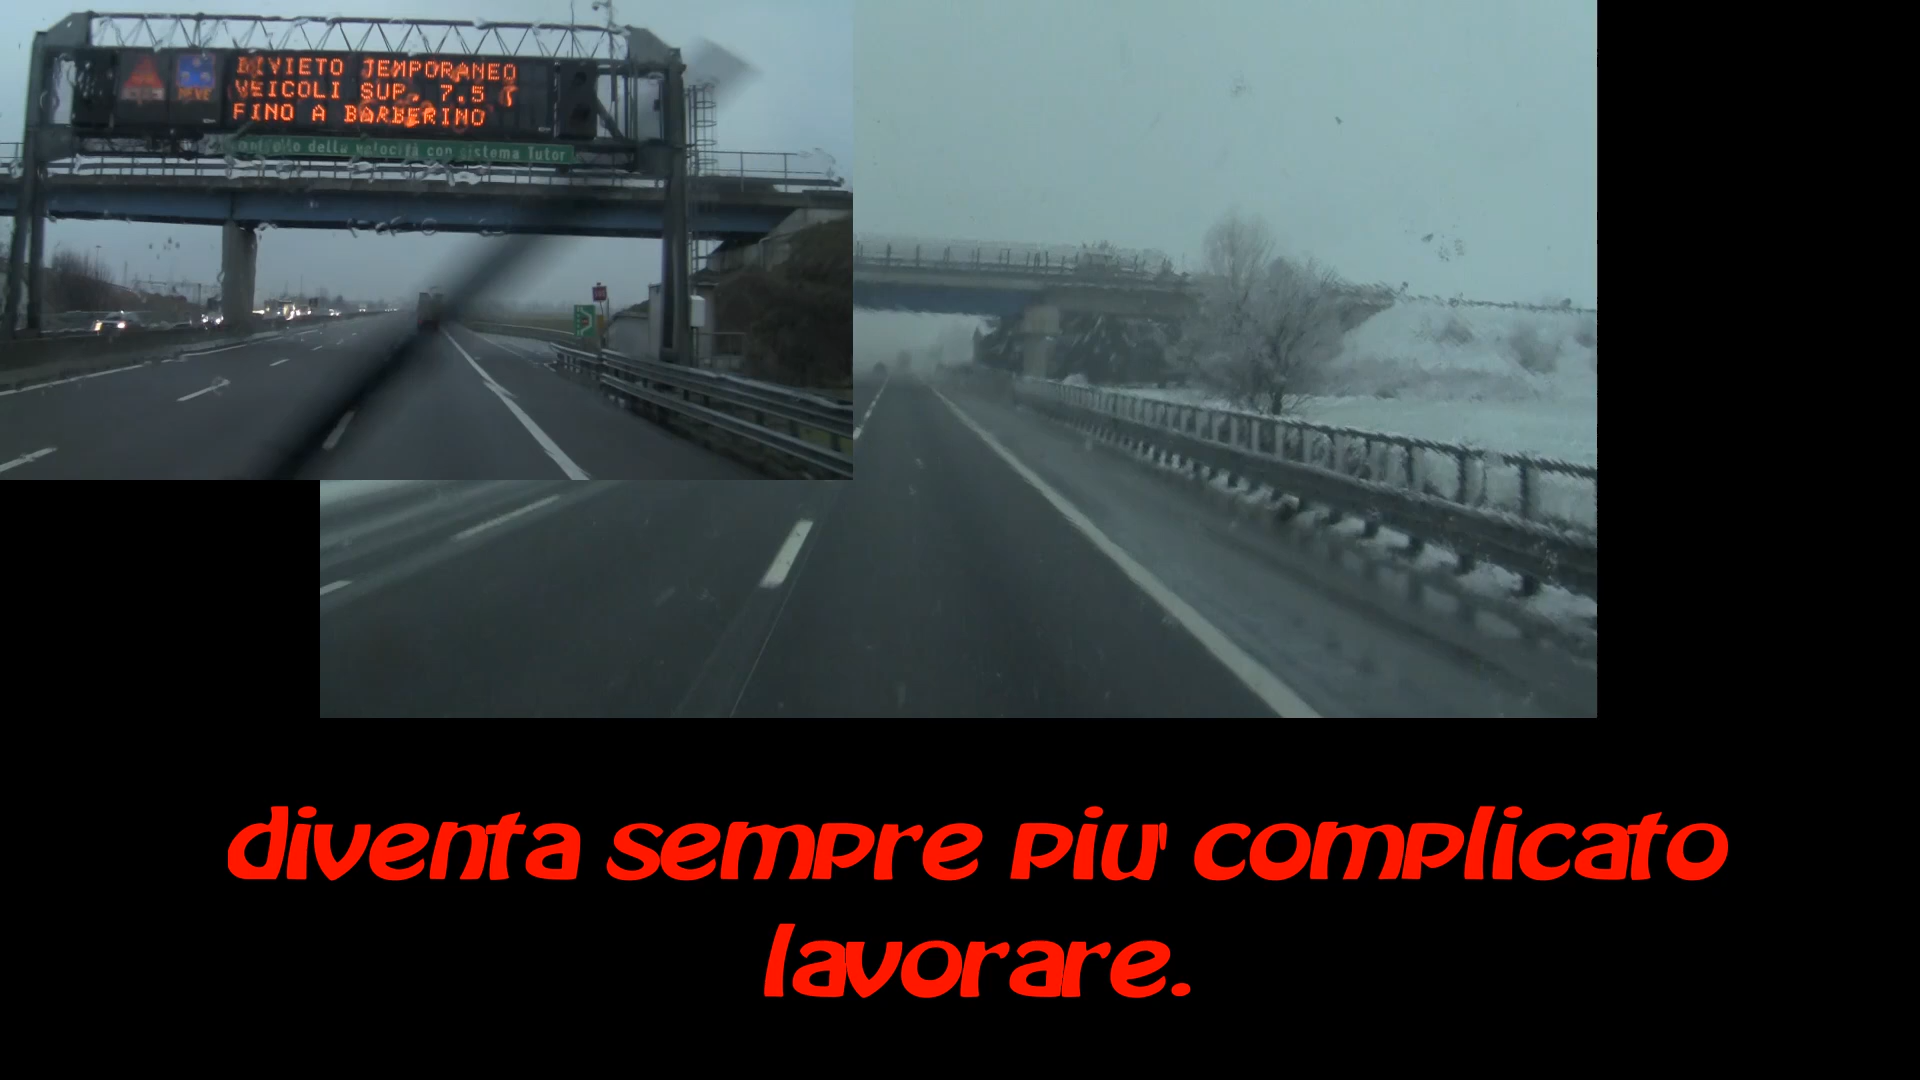 DIVIETO TEMPORANEO
VEICOLI SUP. 7.5 T
FINO A BARBERINO
NEVE
controllo della velocità con sistema Tutor
diventa sempre piu' complicato
lavorare.